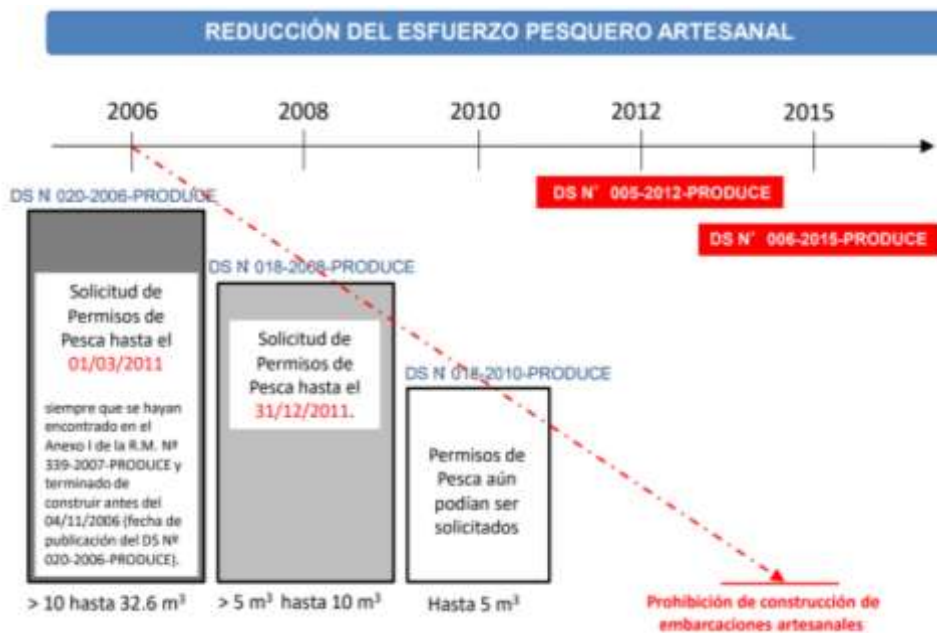 REDUCCIÓN DEL ESFUERZO PESQUERO ARTESANAL
2006
2008
2010
2012
2015
DS N° 005-2012-PRODUCE
DS N° 006-2015-PRODUCE
DS N 020-2006-PRODUCE
Solicitud de
Permisos de
Pesca hasta el
01/03/2011
siempre que se hayan
encontrado en el
Anexo I de la R.M. Nº
339-2007-PRODUCE y
terminado de
construir antes del
04/11/2006 (fecha de
publicación del DS Nº
020-2006-PRODUCE).
> 10 hasta 32.6 m³
DS N 018-2008-PRODUCE
Solicitud de
Permisos de
Pesca hasta el
31/12/2011.
> 5 m³ hasta 10 m³
DS N 018-2010-PRODUCE
Permisos de
Pesca aún
podían ser
solicitados
Hasta 5 m³
Prohibición de construcción de
embarcaciones artesanales